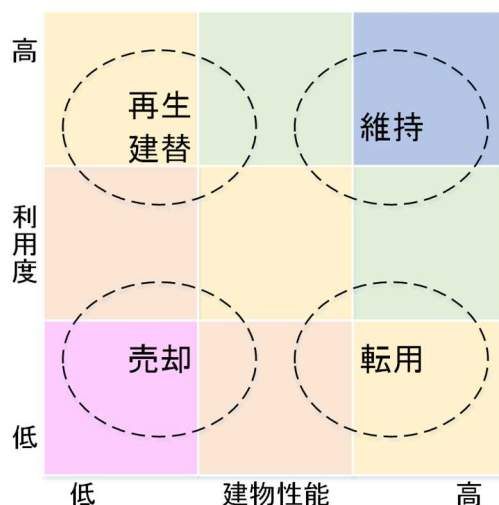 高
再生
建替
維持
利用度
売却
転用
低
低
建物性能
高